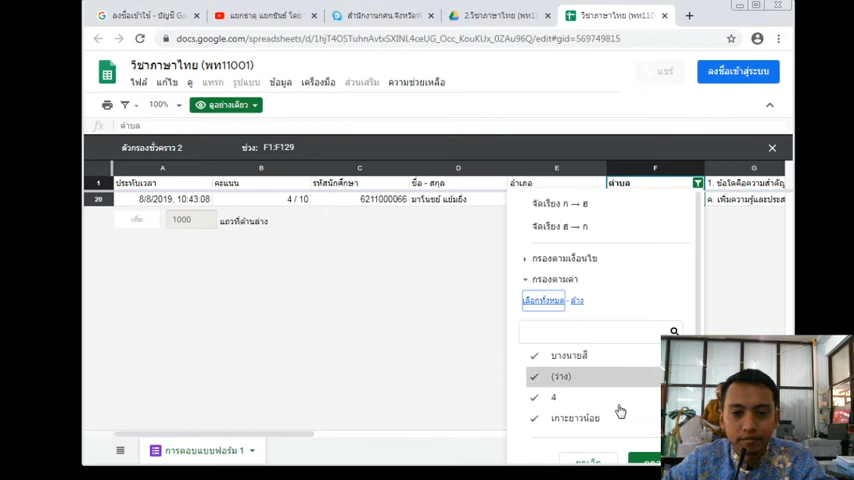 ลงชื่อเข้าใช้ - บัญชี Go
แยกธาตุ แยกขันธ์ โดย
สำนักงานกศน.จังหวัดพั
2.วิชาภาษาไทย (พท11
วิชาภาษาไทย (พท110
docs.google.com/spreadsheets/d/1hjT4OSTuhnAvtxSXINL4ceUG_Occ_KouKUx_0ZAu96Q/edit#gid=569749815
วิชาภาษาไทย (พท11001)
แชร์
ลงชื่อเข้าสู่ระบบ
ไฟล์ แก้ไข ดู แทรก รูปแบบ ข้อมูล เครื่องมือ ส่วนเสริม ความช่วยเหลือ
100% ดูอย่างเดียว
fx ตำบล
ตัวกรองชั่วคราว 2 ช่วง: F1:F129
A B C D E F G
1 ประทับเวลา คะแนน รหัสนักศึกษา ชื่อ - สกุล อำเภอ ตำบล 1. ข้อใดคือความสำคัญ
20 8/8/2019, 10:43:08 4 / 10 6211000066 มาโนชย์ แย้มยิ่ง ค. เพิ่มความรู้และประส
เพิ่ม 1000 แถวที่ด้านล่าง
จัดเรียง ก → ฮ
จัดเรียง ฮ → ก
กรองตามเงื่อนไข
กรองตามค่า
เลือกทั้งหมด - ล้าง
บางนายสี
(ว่าง)
4
เกาะยาวน้อย
ยกเลิก ตกลง
การตอบแบบฟอร์ม 1